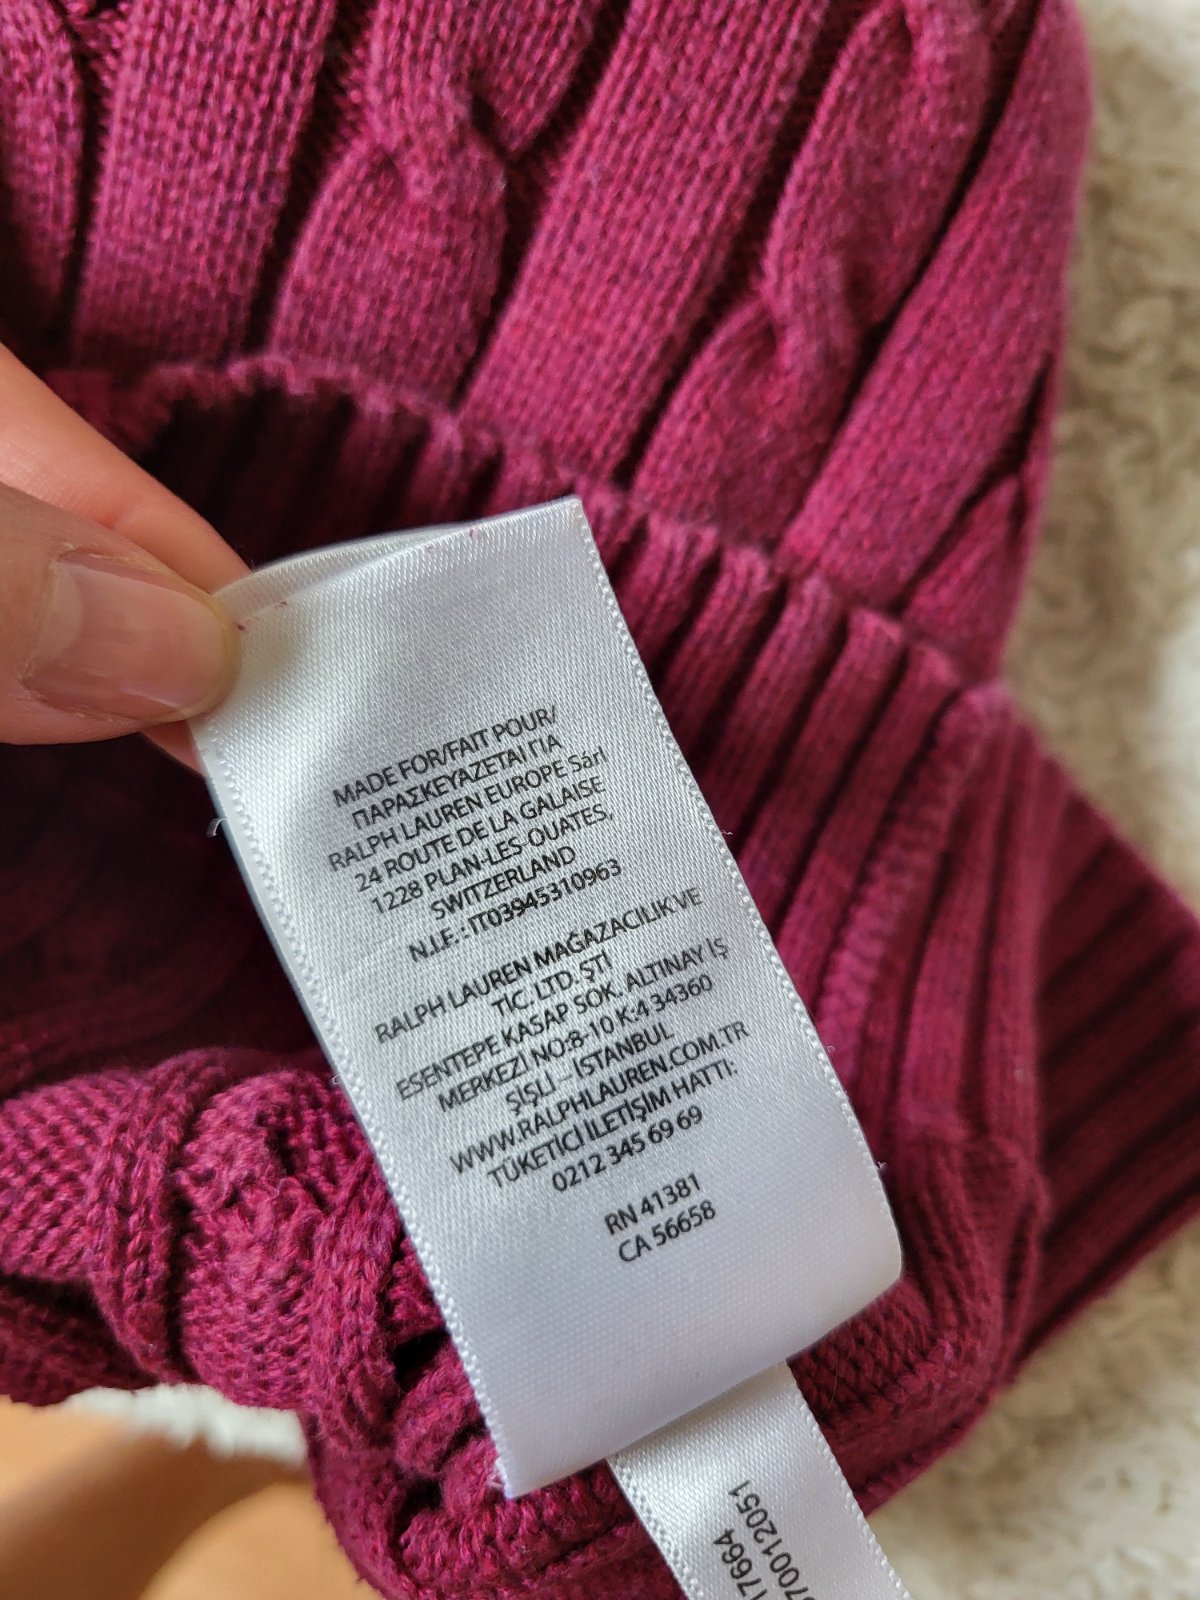 MADE FOR/FAIT POUR/
ΠΑΡΑΣΚΕΥΑΖΕΤΑΙ ΓΙΑ
RALPH LAUREN EUROPE Sárl
24 ROUTE DE LA GALAISE
1228 PLAN-LES-OUATES,
SWITZERLAND
N.I.F.: IT03945310963
RALPH LAUREN MAĞAZACILIK VE
TİC. LTD. ŞTİ
ESENTEPE KASAP SOK. ALTINAY İŞ
MERKEZİ NO:8-10 K:4 34360
ŞİŞLİ – İSTANBUL
WWW.RALPHLAUREN.COM.TR
TÜKETİCİ İLETİŞİM HATTI:
0212 345 69 69
RN 41381
CA 56658
17664
70012051